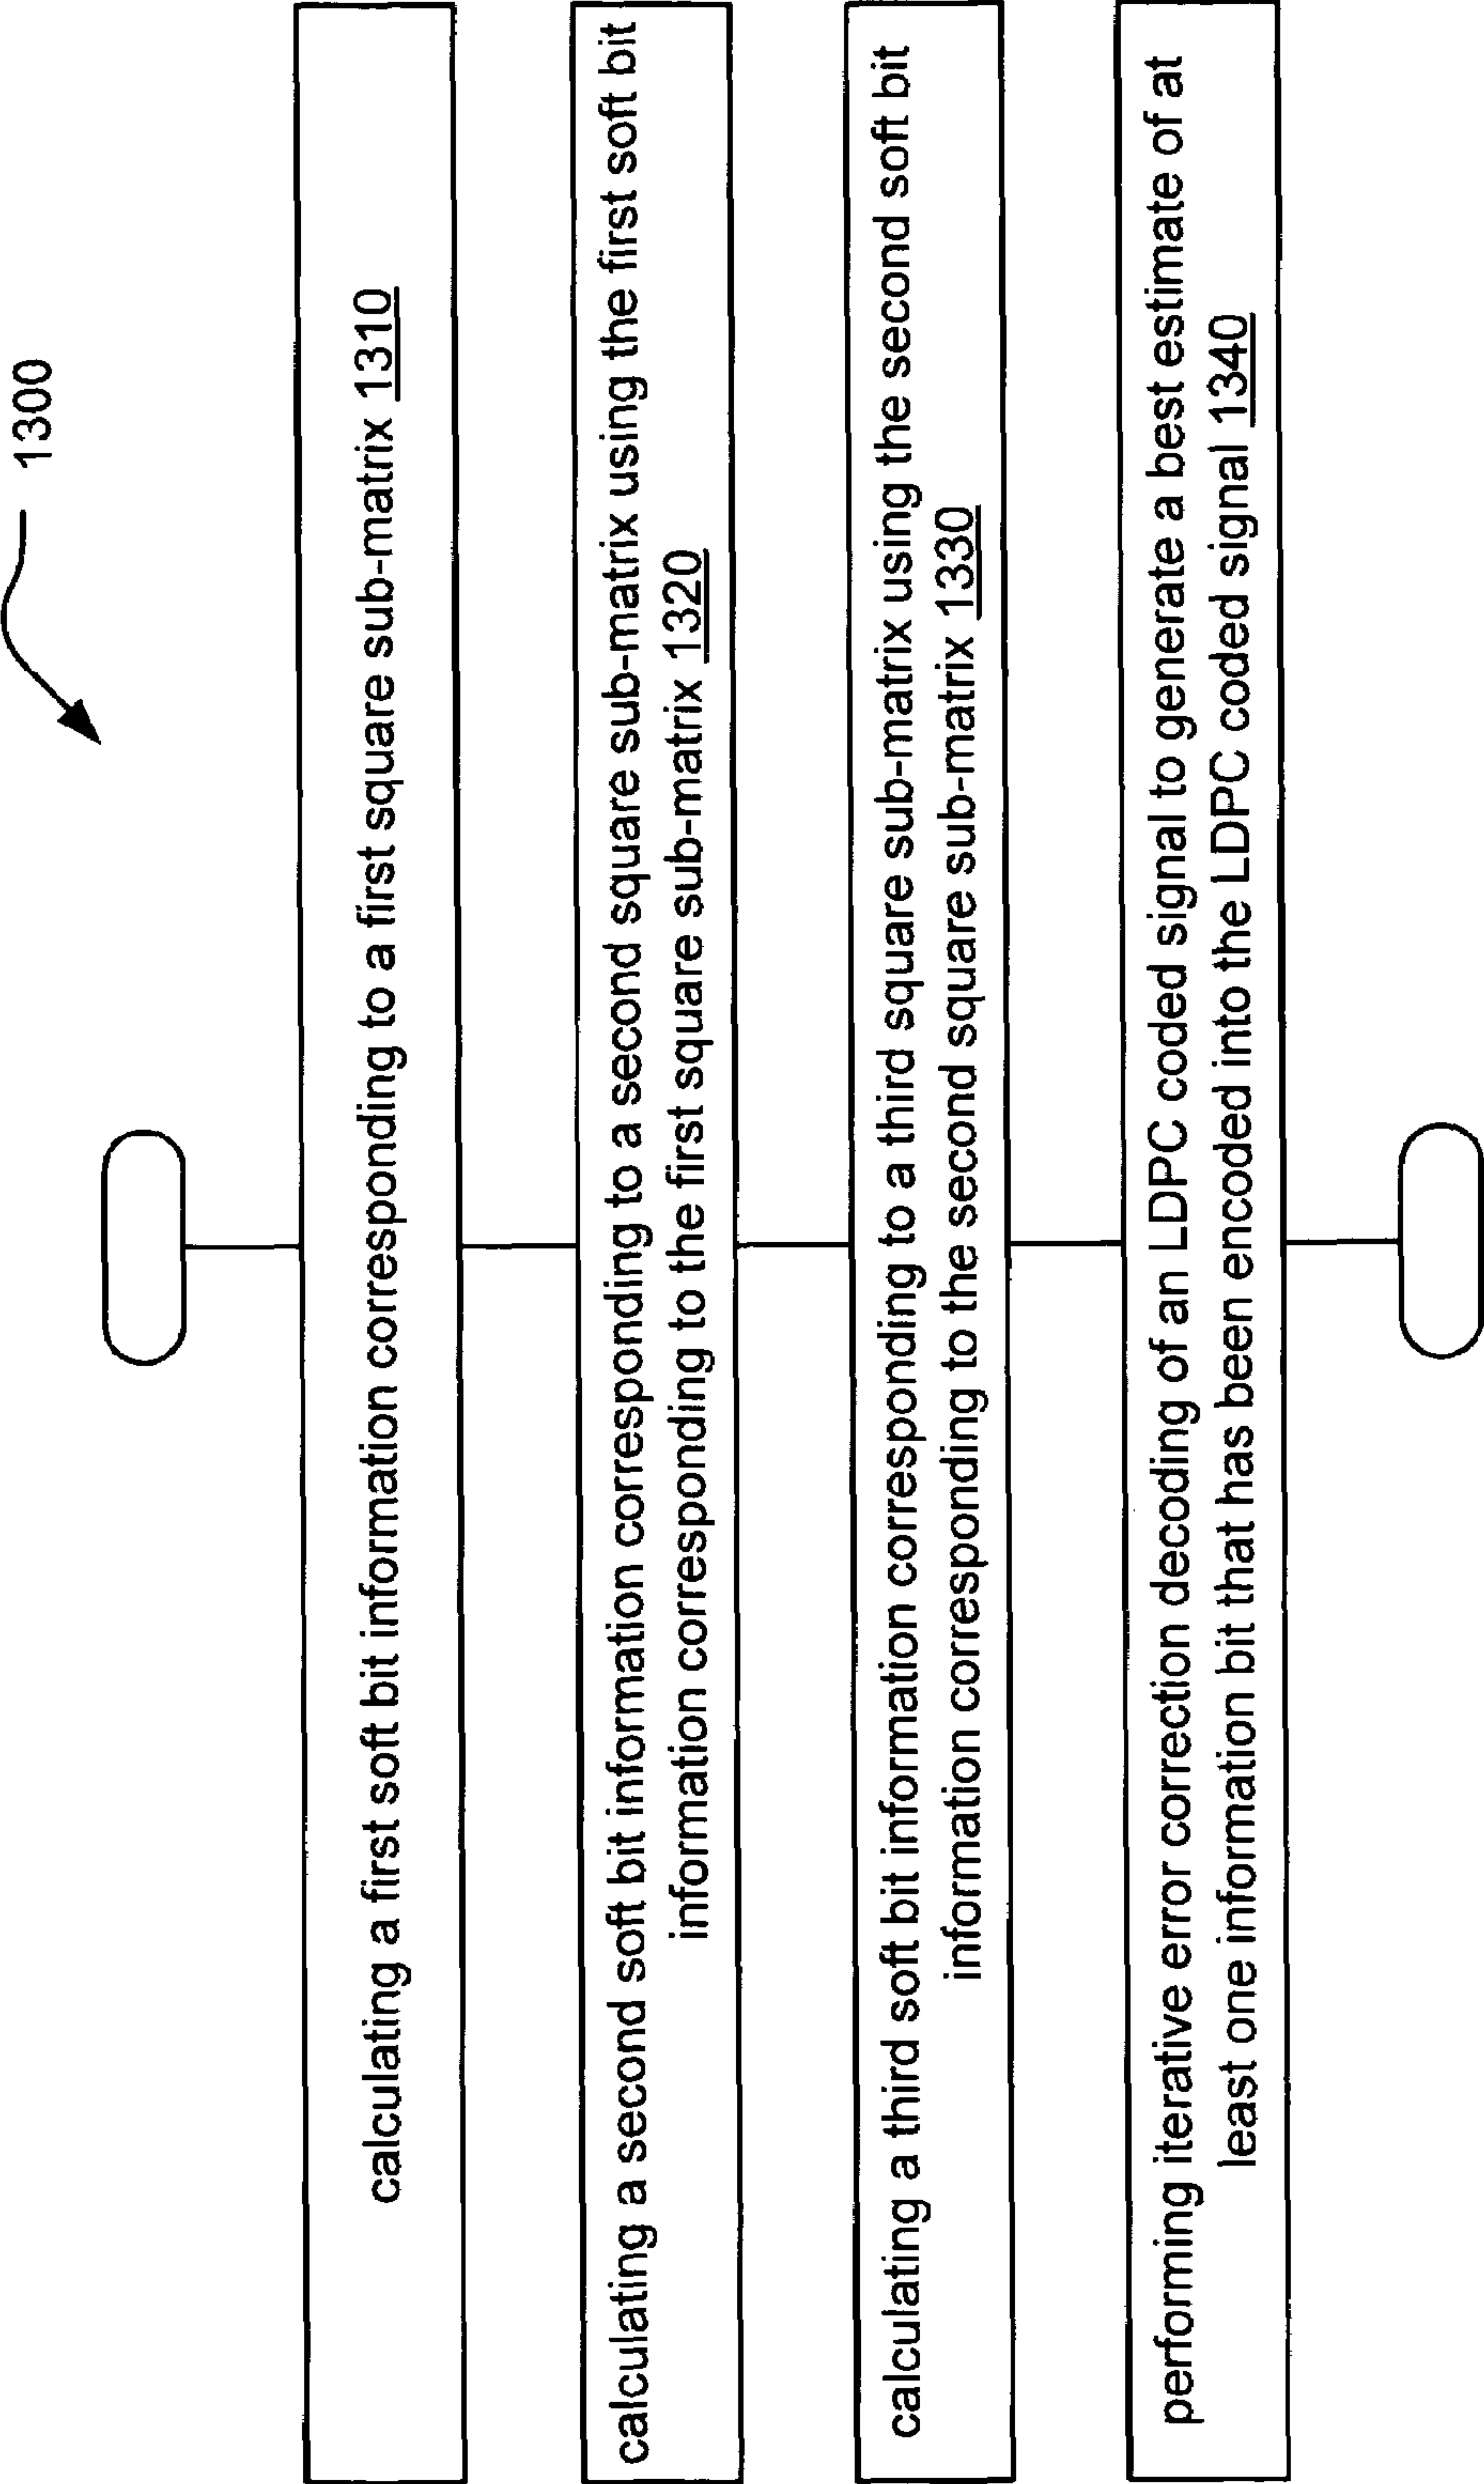 1300
calculating a first soft bit information corresponding to a first square sub-matrix 1310
calculating a second soft bit information corresponding to a second square sub-matrix using the first soft bit
information corresponding to the first square sub-matrix 1320
calculating a third soft bit information corresponding to a third square sub-matrix using the second soft bit
information corresponding to the second square sub-matrix 1330
performing iterative error correction decoding of an LDPC coded signal to generate a best estimate of at
least one information bit that has been encoded into the LDPC coded signal 1340